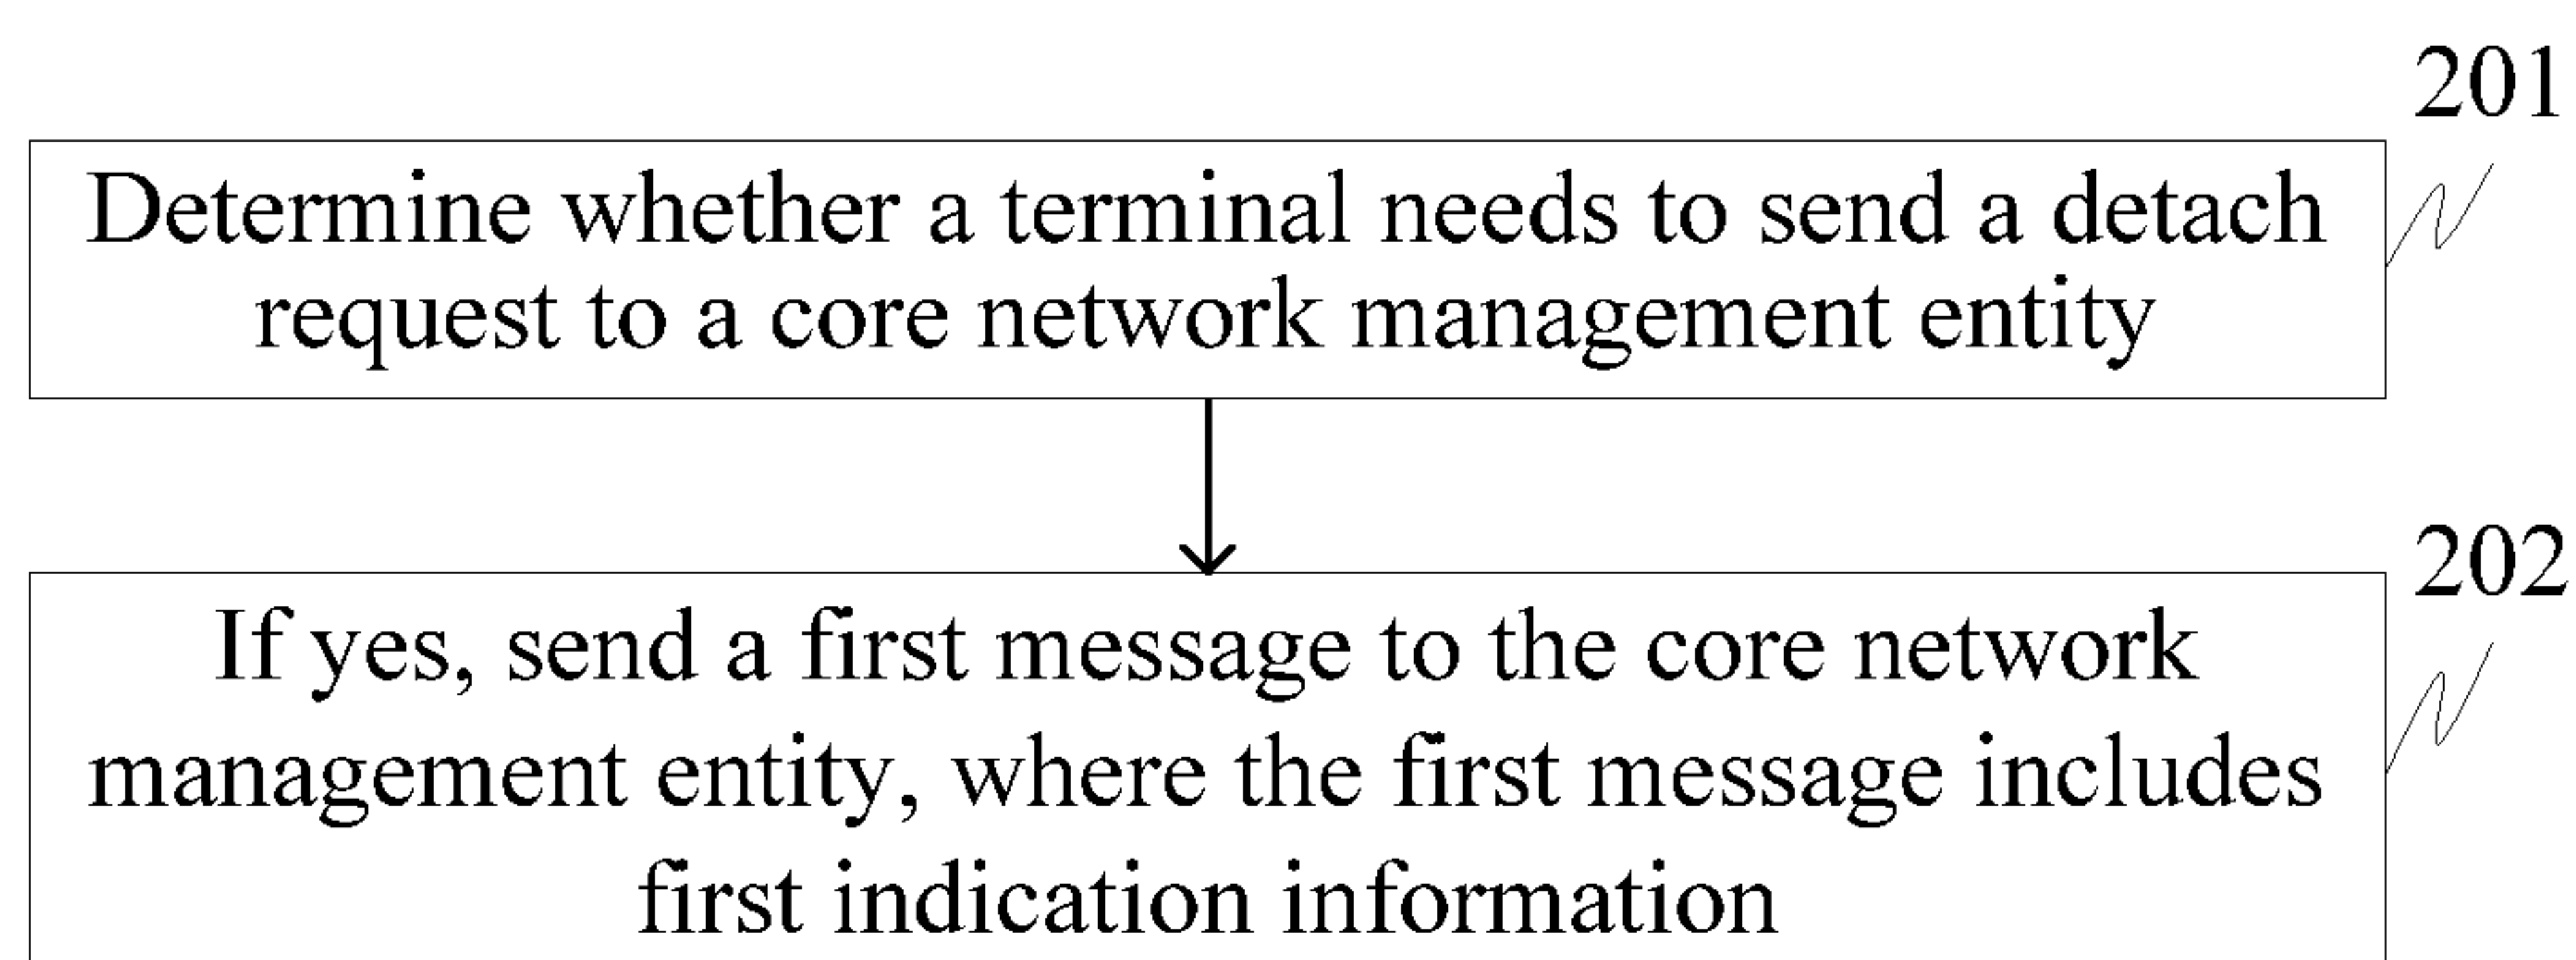 201
Determine whether a terminal needs to send a detach
request to a core network management entity
202
If yes, send a first message to the core network
management entity, where the first message includes
first indication information